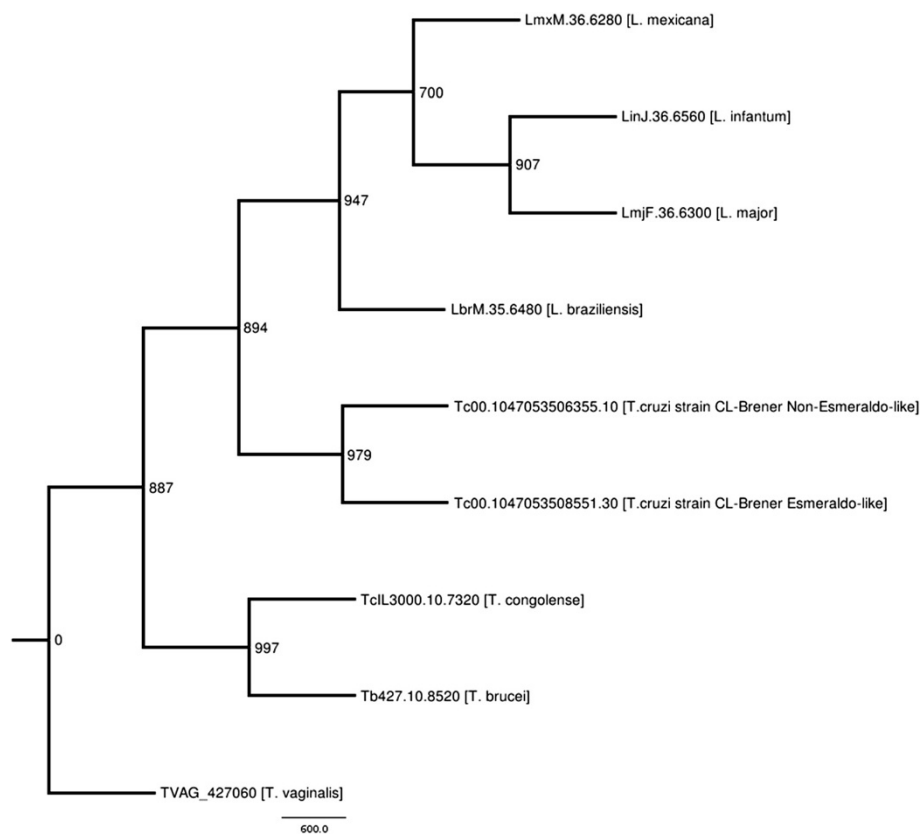 LmxM.36.6280 [L. mexicana]
700
LinJ.36.6560 [L. infantum]
907
947
LmjF.36.6300 [L. major]
LbrM.35.6480 [L. braziliensis]
894
Tc00.1047053506355.10 [T.cruzi strain CL-Brener Non-Esmeraldo-like]
979
887
Tc00.1047053508551.30 [T.cruzi strain CL-Brener Esmeraldo-like]
TcIL3000.10.7320 [T. congolense]
0
997
Tb427.10.8520 [T. brucei]
TVAG_427060 [T. vaginalis]
600.0